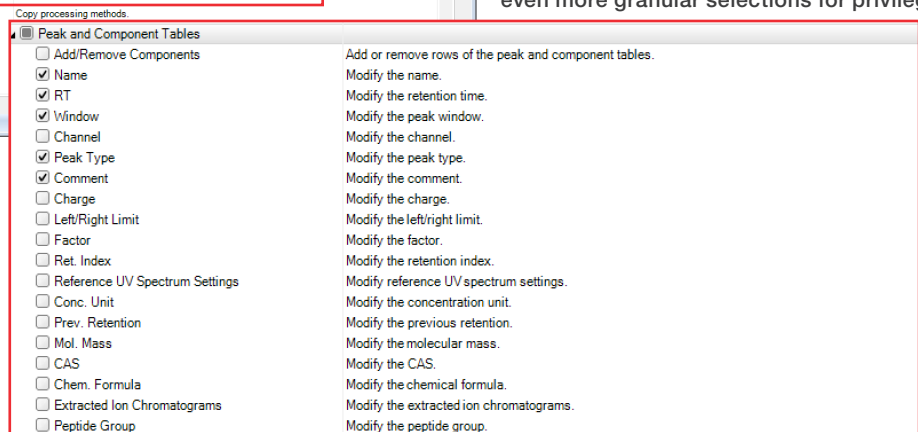 Copy processing methods.
even more granular selections for privileg
Peak and Component Tables
Add/Remove Components Add or remove rows of the peak and component tables.
Name Modify the name.
RT Modify the retention time.
Window Modify the peak window.
Channel Modify the channel.
Peak Type Modify the peak type.
Comment Modify the comment.
Charge Modify the charge.
Left/Right Limit Modify the left/right limit.
Factor Modify the factor.
Ret. Index Modify the retention index.
Reference UV Spectrum Settings Modify reference UV spectrum settings.
Conc. Unit Modify the concentration unit.
Prev. Retention Modify the previous retention.
Mol. Mass Modify the molecular mass.
CAS Modify the CAS.
Chem. Formula Modify the chemical formula.
Extracted Ion Chromatograms Modify the extracted ion chromatograms.
Peptide Group Modify the peptide group.